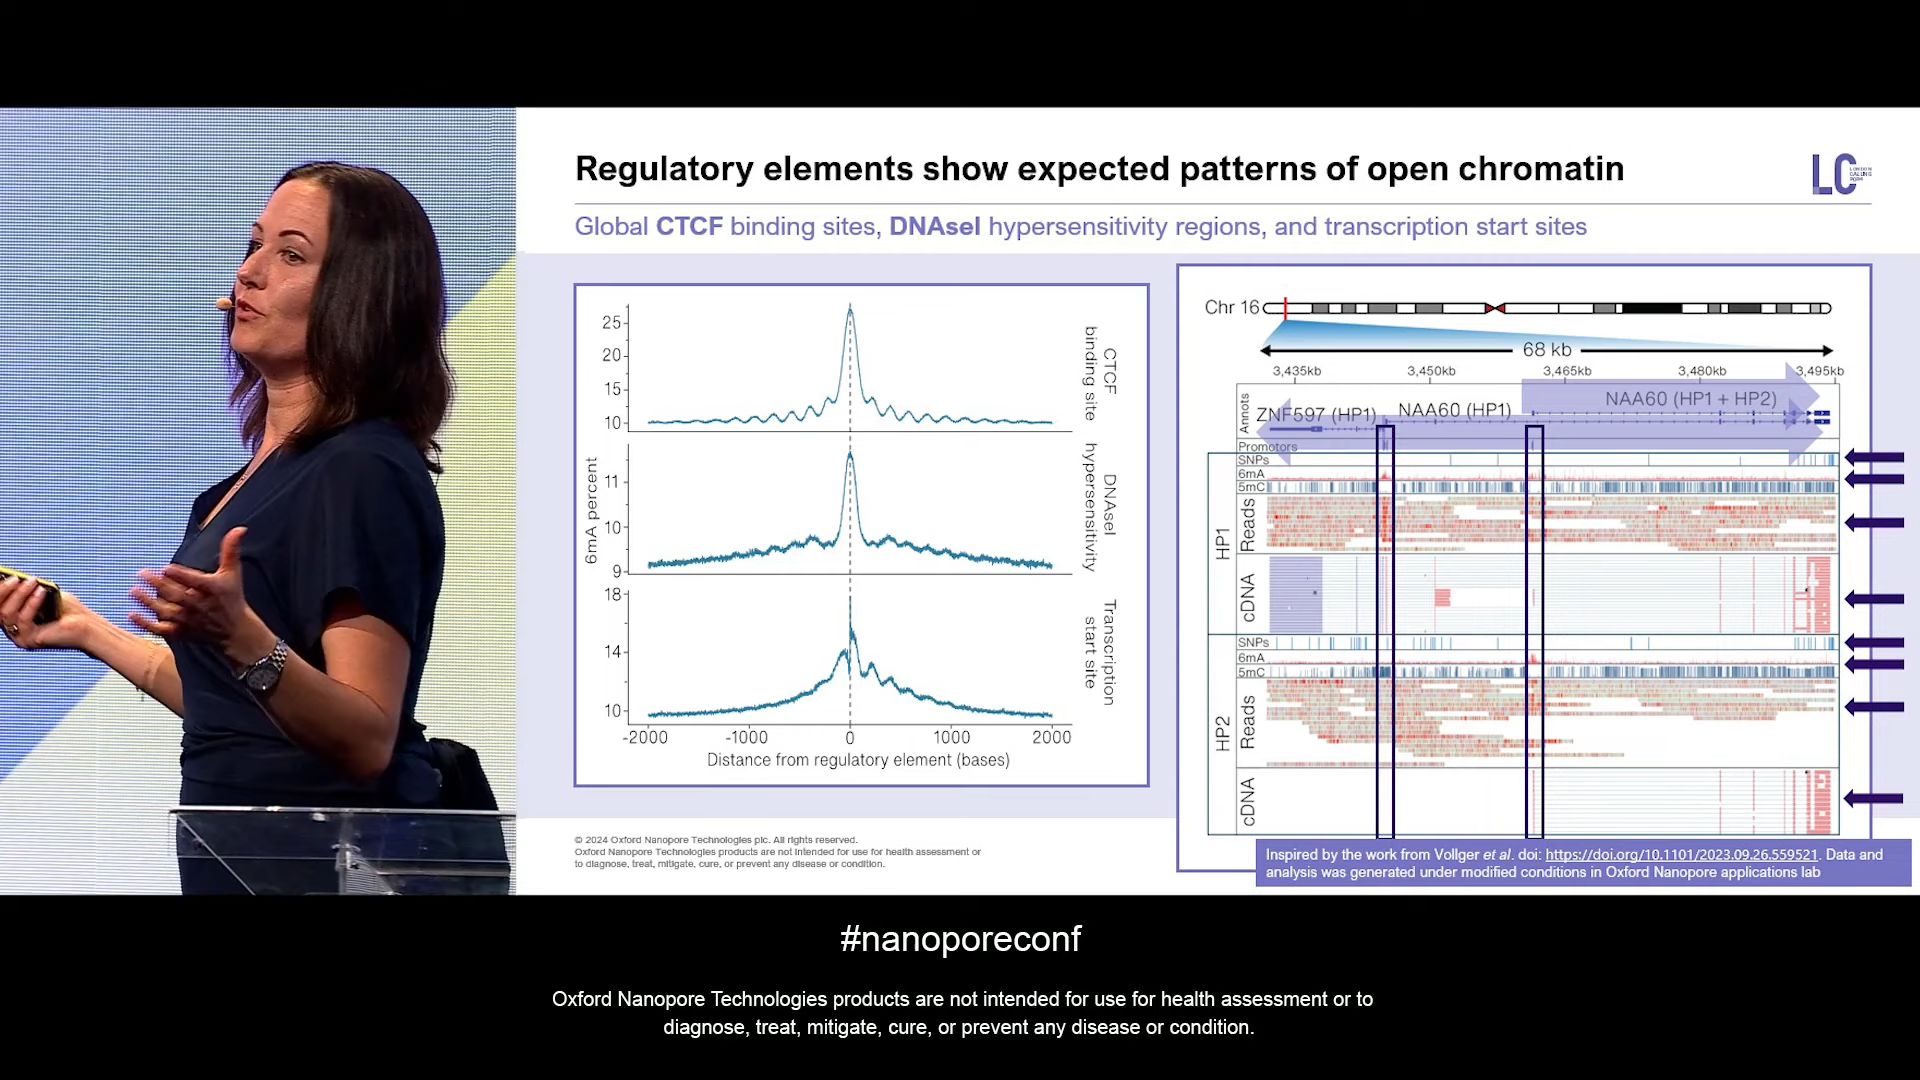 Regulatory elements show expected patterns of open chromatin
LC
LONDON
CALLING
2024
Global CTCF binding sites, DNAseI hypersensitivity regions, and transcription start sites
6mA percent
25
20
15
10
CTCF
binding site
11
10
9
DNAseI
hypersensitivity
18
14
10
Transcription
start site
-2000 -1000 0 1000 2000
Distance from regulatory element (bases)
Chr 16
68 kb
3,435kb 3,450kb 3,465kb 3,480kb 3,495kb
Annots
ZNF597 (HP1) NAA60 (HP1) NAA60 (HP1 + HP2)
Promotors
HP1
SNPs
6mA
5mC
Reads
cDNA
HP2
SNPs
6mA
5mC
Reads
cDNA
Inspired by the work from Vollger et al. doi: https://doi.org/10.1101/2023.09.26.559521. Data and
analysis was generated under modified conditions in Oxford Nanopore applications lab
© 2024 Oxford Nanopore Technologies plc. All rights reserved.
Oxford Nanopore Technologies products are not intended for use for health assessment or
to diagnose, treat, mitigate, cure, or prevent any disease or condition.
#nanoporeconf
Oxford Nanopore Technologies products are not intended for use for health assessment or to
diagnose, treat, mitigate, cure, or prevent any disease or condition.